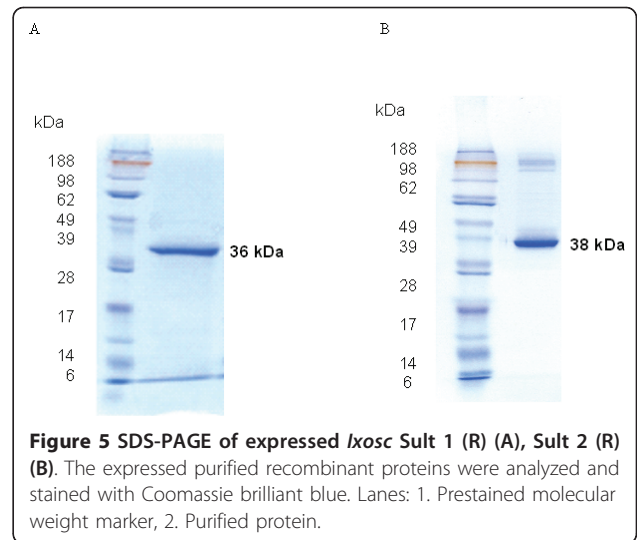 A
B
kDa
188
98
62
49
39
28
17
14
6
36 kDa
kDa
188
98
62
49
39
28
17
14
6
38 kDa
Figure 5 SDS-PAGE of expressed Ixosc Sult 1 (R) (A), Sult 2 (R)
(B). The expressed purified recombinant proteins were analyzed and
stained with Coomassie brilliant blue. Lanes: 1. Prestained molecular
weight marker, 2. Purified protein.